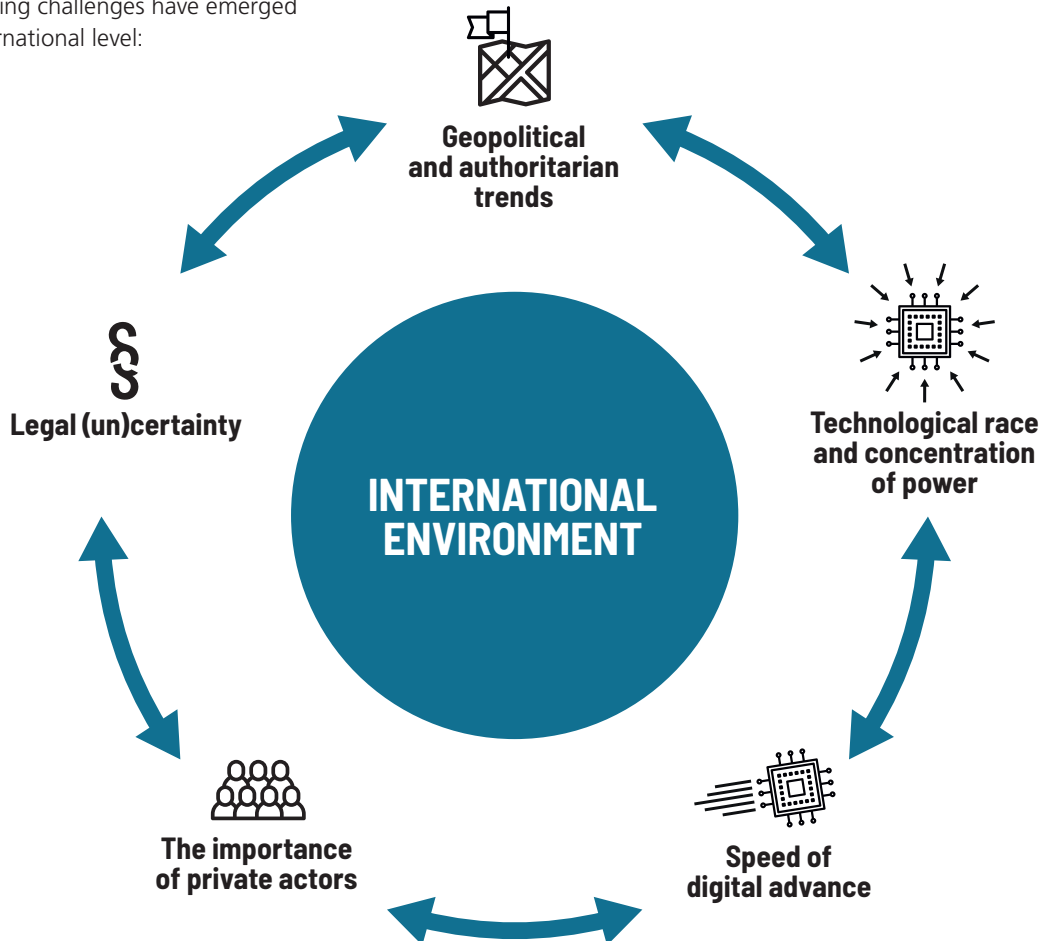 ing challenges have emerged
rnational level:
Geopolitical
and authoritarian
trends
Legal (un)certainty
Technological race
and concentration
of power
INTERNATIONAL
ENVIRONMENT
The importance
of private actors
Speed of
digital advance